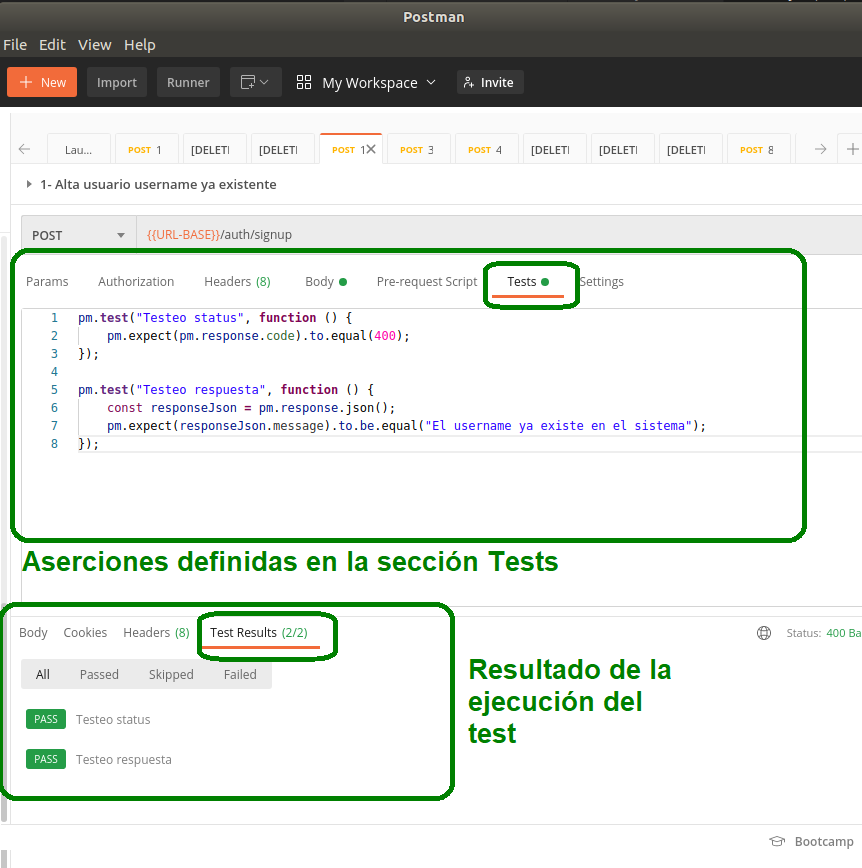 Postman
File Edit View Help
+ New Import Runner My Workspace Invite
Lau... POST 1 [DELETI [DELETI POST 1 X POST 3 POST 4 [DELETI [DELETI [DELETI POST 8
1- Alta usuario username ya existente
POST {{URL-BASE}}/auth/signup
Params Authorization Headers (8) Body Pre-request Script Tests Settings
1 pm.test("Testeo status", function () {
2 pm.expect(pm.response.code).to.equal(400);
3 });
4
5 pm.test("Testeo respuesta", function () {
6 const responseJson = pm.response.json();
7 pm.expect(responseJson.message).to.be.equal("El username ya existe en el sistema");
8 });
Aserciones definidas en la sección Tests
Body Cookies Headers (8) Test Results (2/2) Status: 400 Ba
All Passed Skipped Failed
PASS Testeo status
PASS Testeo respuesta
Resultado de la
ejecución del
test
Bootcamp